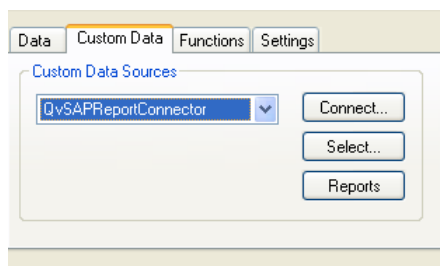 Data Custom Data Functions Settings
Custom Data Sources
QvSAPReportConnector Connect...
Select...
Reports